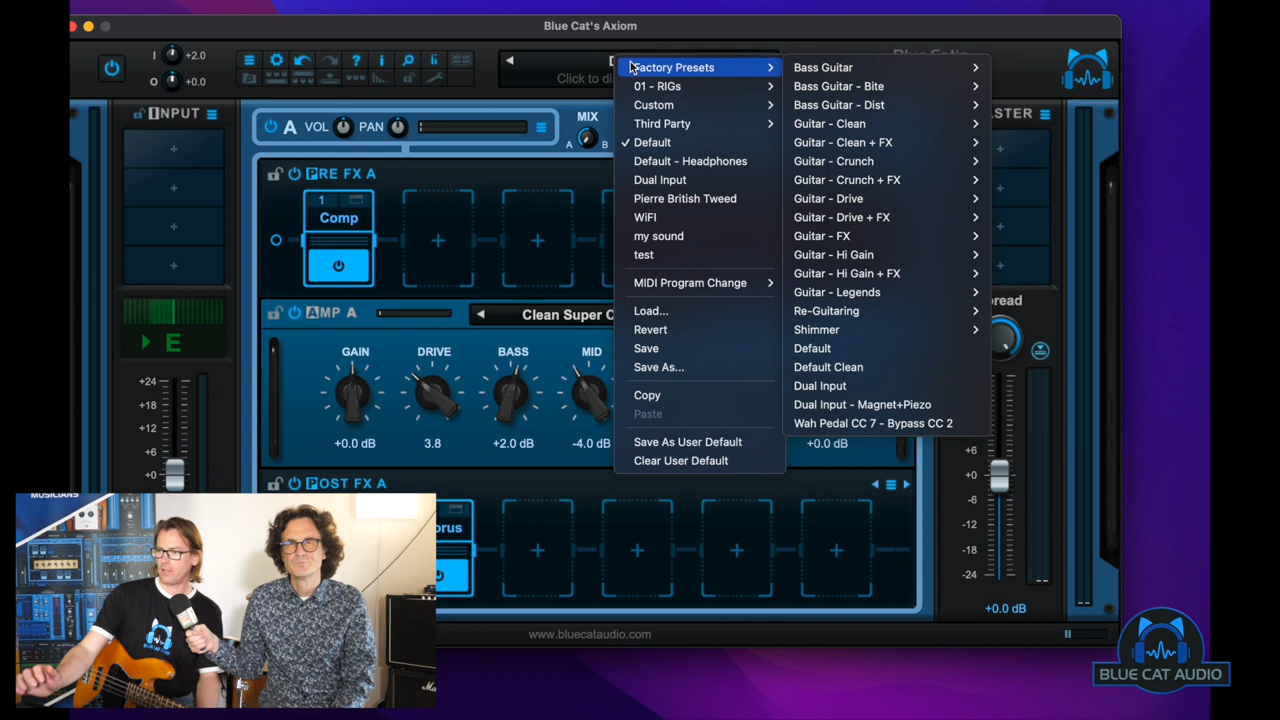 Blue Cat's Axiom
I +2.0
O +0.0
Click to di
Blue Cat's
INPUT
A VOL PAN
MIX
A B
PRE FX A
1
Comp
AMP A
Clean Super C
GAIN DRIVE BASS MID
+0.0 dB 3.8 +2.0 dB -4.0 dB +0.0 dB
POST FX A
orus
E
+24
+18
+12
+6
+0
Factory Presets
01 - RIGs
Custom
Third Party
✓ Default
Default - Headphones
Dual Input
Pierre British Tweed
WiFI
my sound
test
MIDI Program Change
Load...
Revert
Save
Save As...
Copy
Paste
Save As User Default
Clear User Default
Bass Guitar
Bass Guitar - Bite
Bass Guitar - Dist
Guitar - Clean
Guitar - Clean + FX
Guitar - Crunch
Guitar - Crunch + FX
Guitar - Drive
Guitar - Drive + FX
Guitar - FX
Guitar - Hi Gain
Guitar - Hi Gain + FX
Guitar - Legends
Re-Guitaring
Shimmer
Default
Default Clean
Dual Input
Dual Input - Magnet+Piezo
Wah Pedal CC 7 - Bypass CC 2
ASTER
pread
+6
+0
-6
-12
-18
-24
+0.0 dB
www.bluecataudio.com
MUSICIANS
Marshall
BLUE CAT AUDIO